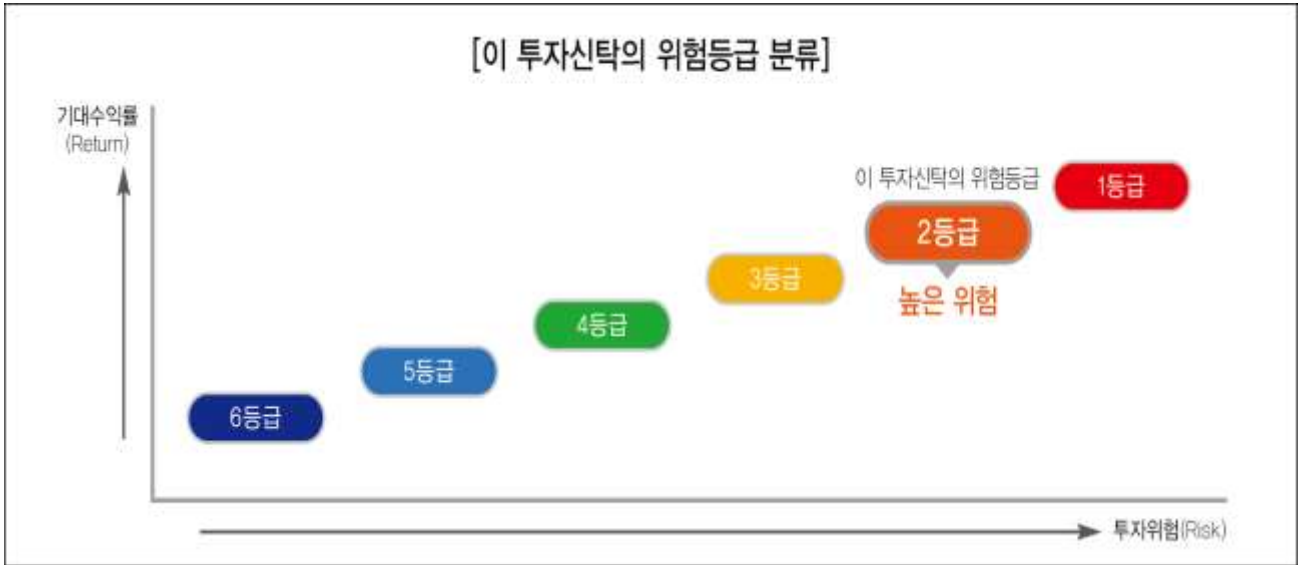 [이 투자신탁의 위험등급 분류]
기대수익률
(Return)
이 투자신탁의 위험등급
1등급
2등급
높은 위험
3등급
4등급
5등급
6등급
투자위험(Risk)